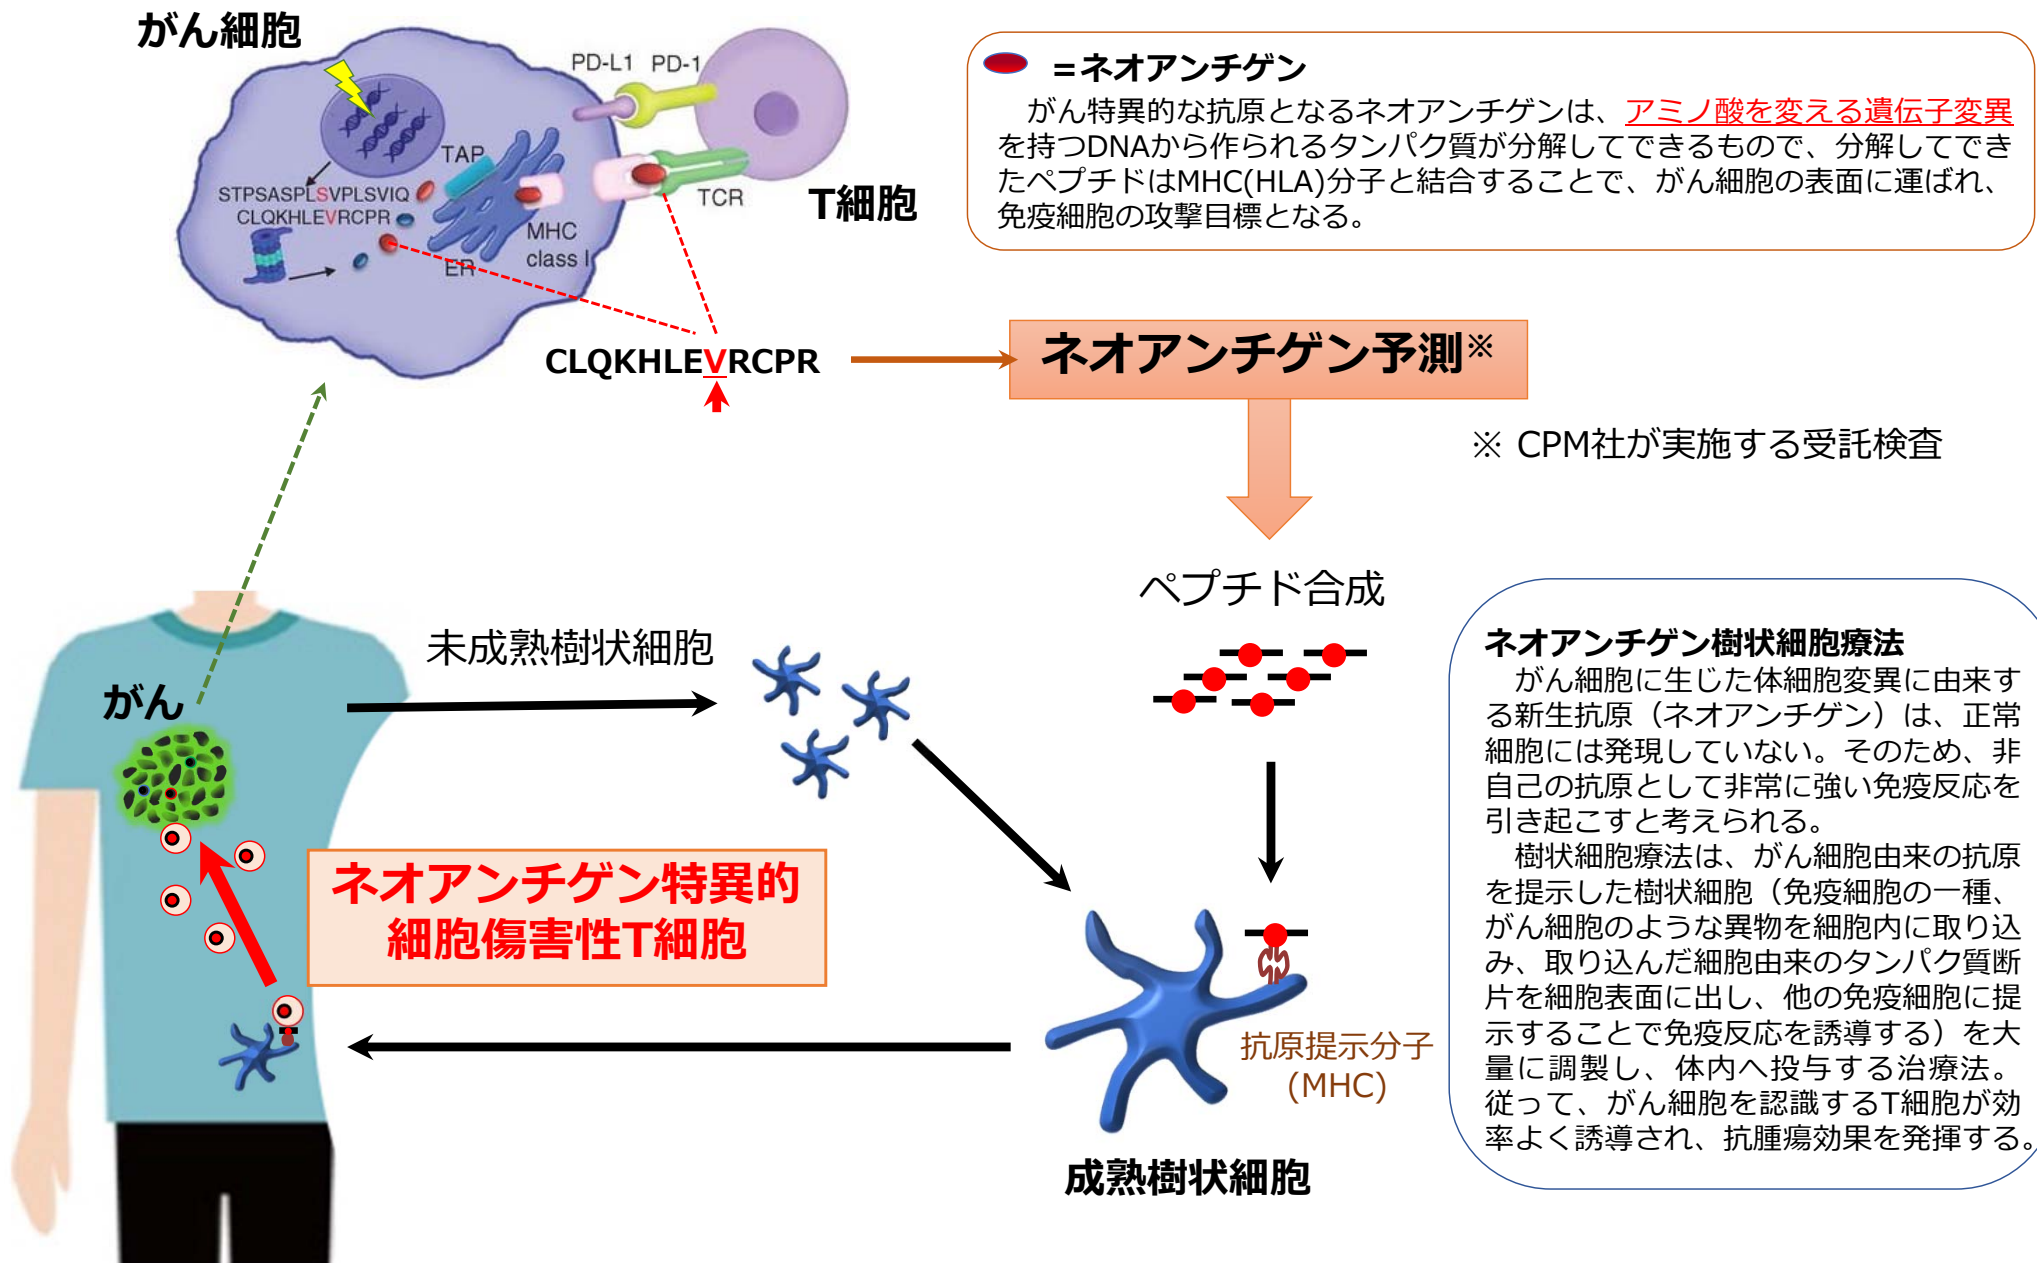 がん細胞
PD-L1 PD-1
TAP
STPSASPLSVPLSVIQ
CLQKHLEVRCPR
TCR
T細胞
MHC
class I
ER
=ネオアンチゲン
がん特異的な抗原となるネオアンチゲンは、アミノ酸を変える遺伝子変異
を持つDNAから作られるタンパク質が分解してできるもので、分解してでき
たペプチドはMHC(HLA)分子と結合することで、がん細胞の表面に運ばれ、
免疫細胞の攻撃目標となる。
CLQKHLEVRCPR
ネオアンチゲン予測※
※ CPM社が実施する受託検査
ペプチド合成
未成熟樹状細胞
がん
ネオアンチゲン特異的
細胞傷害性T細胞
抗原提示分子
(MHC)
成熟樹状細胞
ネオアンチゲン樹状細胞療法
がん細胞に生じた体細胞変異に由来す
る新生抗原（ネオアンチゲン）は、正常
細胞には発現していない。そのため、非
自己の抗原として非常に強い免疫反応を
引き起こすと考えられる。
樹状細胞療法は、がん細胞由来の抗原
を提示した樹状細胞（免疫細胞の一種、
がん細胞のような異物を細胞内に取り込
み、取り込んだ細胞由来のタンパク質断
片を細胞表面に出し、他の免疫細胞に提
示することで免疫反応を誘導する）を大
量に調製し、体内へ投与する治療法。
従って、がん細胞を認識するT細胞が効
率よく誘導され、抗腫瘍効果を発揮する。